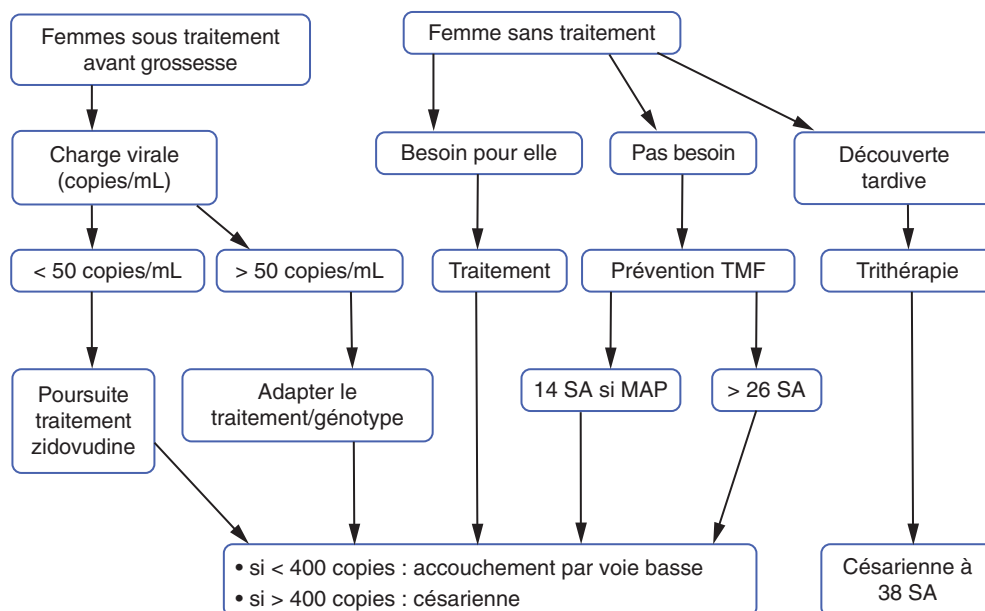 Femmes sous traitement
avant grossesse
Femme sans traitement
Charge virale
(copies/mL)
Besoin pour elle
Pas besoin
Découverte
tardive
< 50 copies/mL
> 50 copies/mL
Traitement
Prévention TMF
Trithérapie
Poursuite
traitement
zidovudine
Adapter le
traitement/génotype
14 SA si MAP
> 26 SA
• si < 400 copies : accouchement par voie basse
• si > 400 copies : césarienne
Césarienne à
38 SA